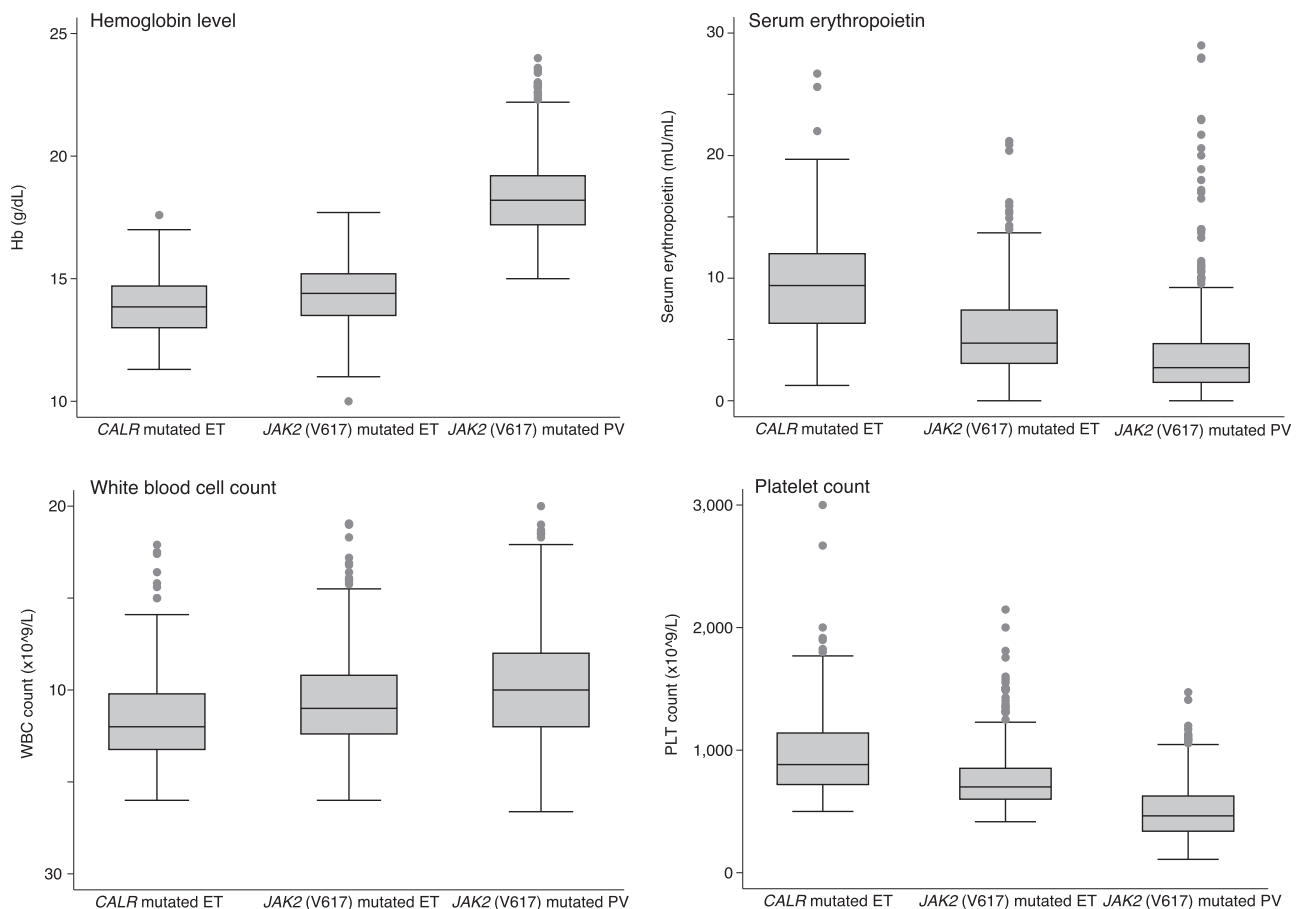 Hemoglobin level
25
20
15
10
Hb (g/dL)
CALR mutated ET
JAK2 (V617) mutated ET
JAK2 (V617) mutated PV
Serum erythropoietin
30
20
10
0
Serum erythropoietin (mU/mL)
CALR mutated ET
JAK2 (V617) mutated ET
JAK2 (V617) mutated PV
White blood cell count
20
10
30
WBC count (x10^9/L)
CALR mutated ET
JAK2 (V617) mutated ET
JAK2 (V617) mutated PV
Platelet count
3,000
2,000
1,000
0
PLT count (x10^9/L)
CALR mutated ET
JAK2 (V617) mutated ET
JAK2 (V617) mutated PV